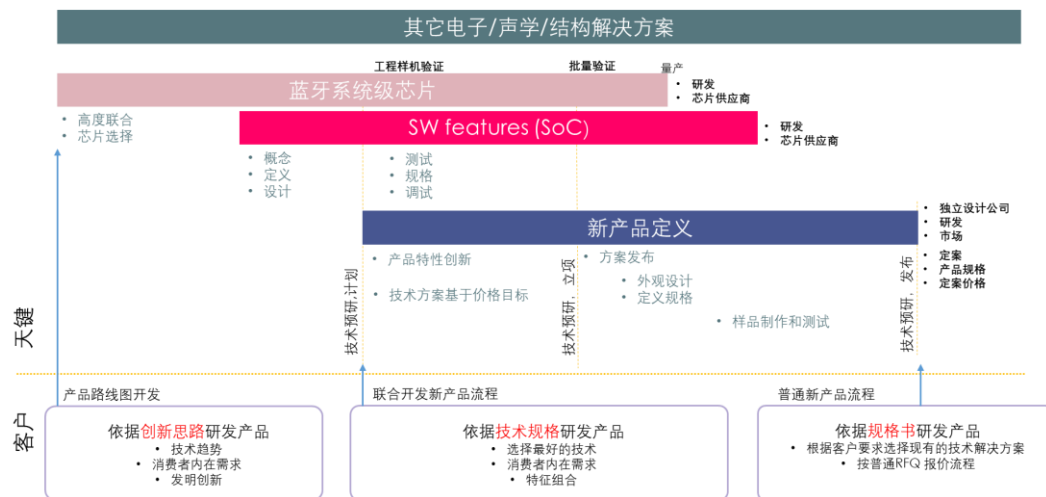 其它电子/声学/结构解决方案
工程样机验证
批量验证
量产
蓝牙系统级芯片
• 研发
• 芯片供应商
• 高度联合
• 芯片选择
SW features (SoC)
• 研发
• 芯片供应商
• 概念
• 定义
• 设计
• 测试
• 规格
• 调试
新产品定义
• 独立设计公司
• 研发
• 市场
• 定案
• 产品规格
• 定案价格
• 产品特性创新
• 技术方案基于价格目标
• 方案发布
• 外观设计
• 定义规格
• 样品制作和测试
技术预研,计划
技术预研，立项
技术预研，发布
天键
客户
产品路线图开发
联合开发新产品流程
普通新产品流程
依据创新思路研发产品
• 技术趋势
• 消费者内在需求
• 发明创新
依据技术规格研发产品
• 选择最好的技术
• 消费者内在需求
• 特征组合
依据规格书研发产品
• 根据客户要求选择现有的技术解决方案
• 按普通RFQ 报价流程